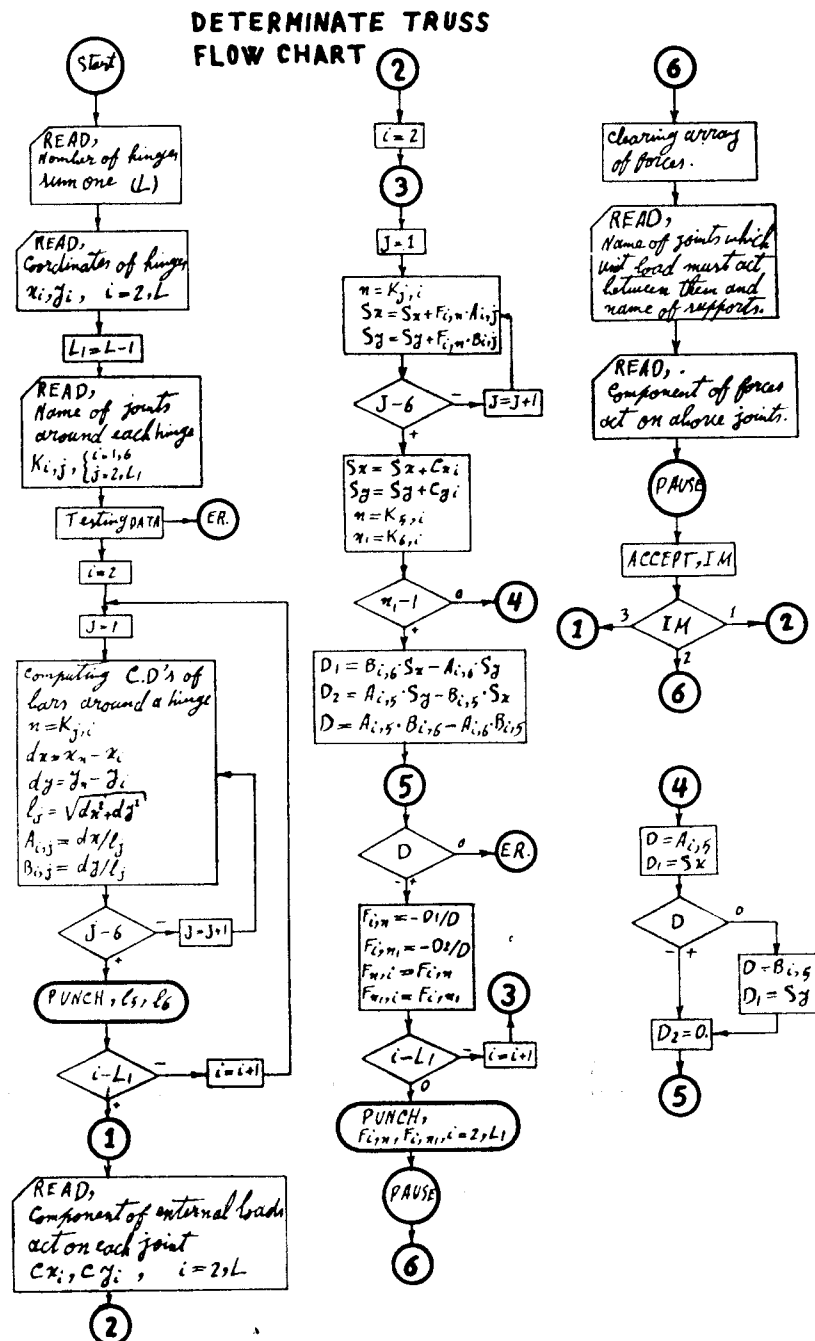 DETERMINATE TRUSS
FLOW CHART
Start
READ,
Number of hinges
sum one (L)
READ,
Coordinates of hinges
xi, yi, i=2, L
L1=L-1
READ,
Name of joints
around each hinge
Ki,j, { i=1,6
j=2,L1
Testing DATA
ER.
i=2
J=1
Computing C.D's of
bars around a hinge
n=Kj,i
dx=xn-xi
dy=yn-yi
lj=√dx²+dy²
Ai,j=dx/lj
Bi,j=dy/lj
j-6
-
J=J+1
+
PUNCH, l5, l6
i-L1
-
i=i+1
+
1
READ,
Component of external loads
act on each joint
Cxi, Cyi, i=2, L
2
2
i=2
3
J=1
n=Kj,i
Sx=Sx+Fi,n·Ai,j
Sy=Sy+Fi,n·Bi,j
J-6
-
J=J+1
+
Sx=Sx+Cxi
Sy=Sy+Cyi
n=K5,i
n1=K6,i
n1-1
0
4
+
D1=Bi,6·Sx-Ai,6·Sy
D2=Ai,5·Sy-Bi,5·Sx
D=Ai,5·Bi,6-Ai,6·Bi,5
5
D
0
ER.
- +
Fi,n=-D1/D
Fi,n1=-D2/D
Fn,i=Fi,n
Fn1,i=Fi,n1
3
i-L1
-
i=i+1
0
PUNCH,
Fi,n, Fi,n1, i=2, L1
PAUSE
6
6
Clearing array
of forces.
READ,
Name of joints which
unit load must act
between them and
name of supports.
READ,
Component of forces
act on above joints.
PAUSE
ACCEPT, IM
1
3
IM
1
2
2
6
4
D=Ai,5
D1=Sx
D
0
- +
D=Bi,5
D1=Sy
D2=0.
5